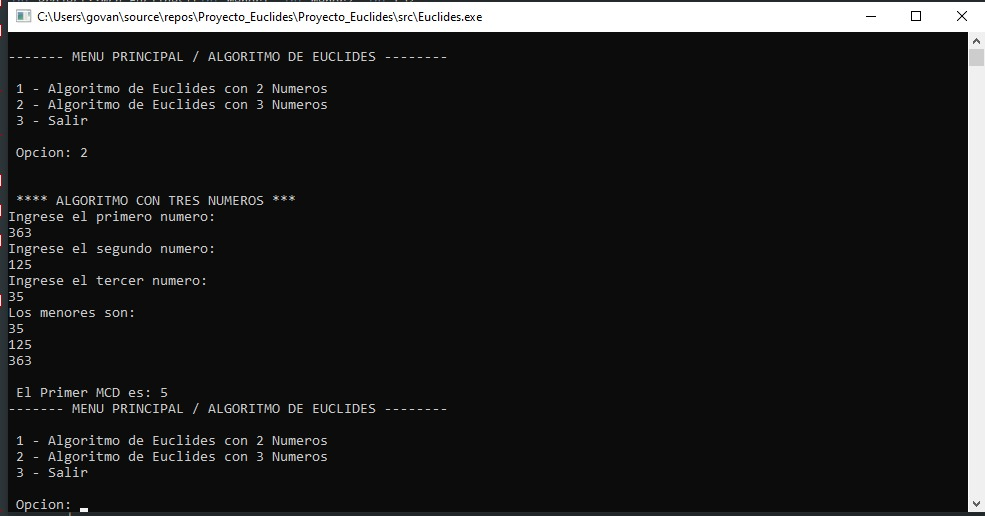 C:\Users\govan\source\repos\Proyecto_Euclides\Proyecto_Euclides\src\Euclides.exe
------- MENU PRINCIPAL / ALGORITMO DE EUCLIDES --------
1 - Algoritmo de Euclides con 2 Numeros
2 - Algoritmo de Euclides con 3 Numeros
3 - Salir
Opcion: 2
**** ALGORITMO CON TRES NUMEROS ***
Ingrese el primero numero:
363
Ingrese el segundo numero:
125
Ingrese el tercer numero:
35
Los menores son:
35
125
363
El Primer MCD es: 5
------- MENU PRINCIPAL / ALGORITMO DE EUCLIDES --------
1 - Algoritmo de Euclides con 2 Numeros
2 - Algoritmo de Euclides con 3 Numeros
3 - Salir
Opcion: